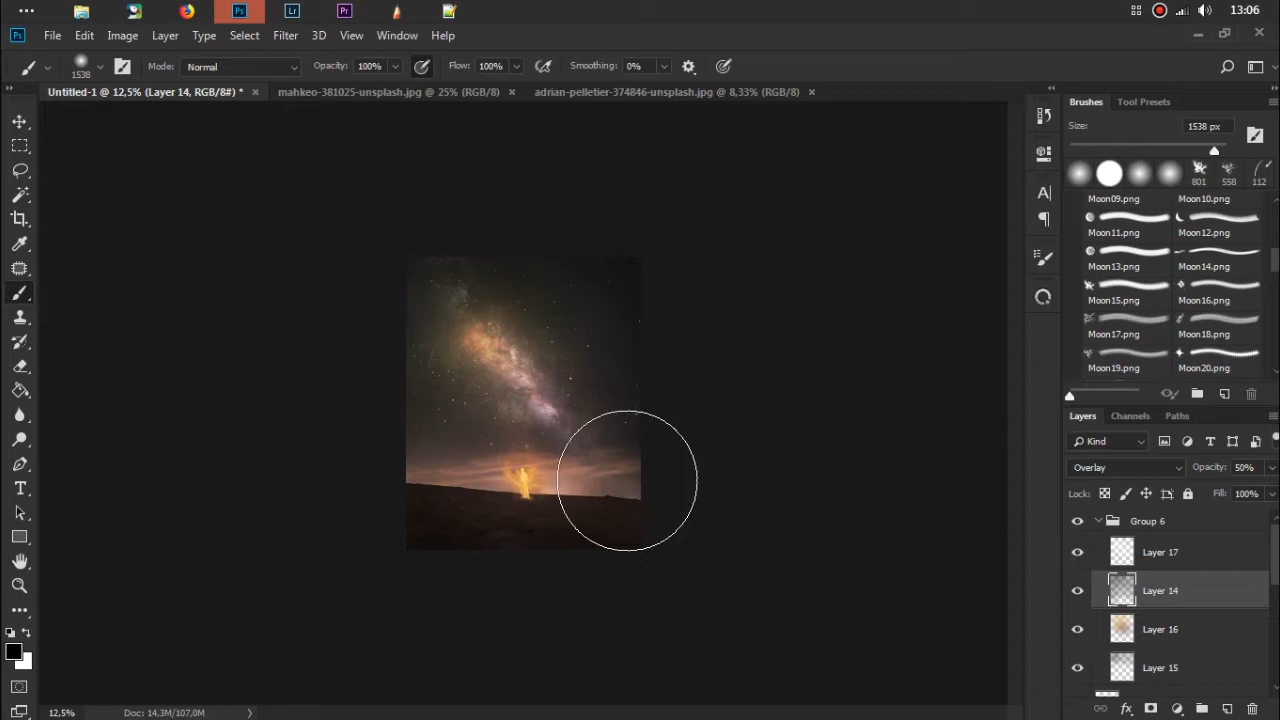 13:06
Ps Lr Pr
Ps File Edit Image Layer Type Select Filter 3D View Window Help
1538 Mode: Normal Opacity: 100% Flow: 100% Smoothing: 0%
Untitled-1 @ 12,5% (Layer 14, RGB/8#) * mahkeo-381025-unsplash.jpg @ 25% (RGB/8) adrian-pelletier-374846-unsplash.jpg @ 8,33% (RGB/8)
Brushes Tool Presets
Size: 1538 px
801 558 112
Moon09.png Moon10.png
Moon11.png Moon12.png
Moon13.png Moon14.png
Moon15.png Moon16.png
Moon17.png Moon18.png
Moon19.png Moon20.png
Layers Channels Paths
Kind
Overlay Opacity: 50%
Lock: Fill: 100%
Group 6
Layer 17
Layer 14
Layer 16
Layer 15
12,5% Doc: 14,3M/107,0M